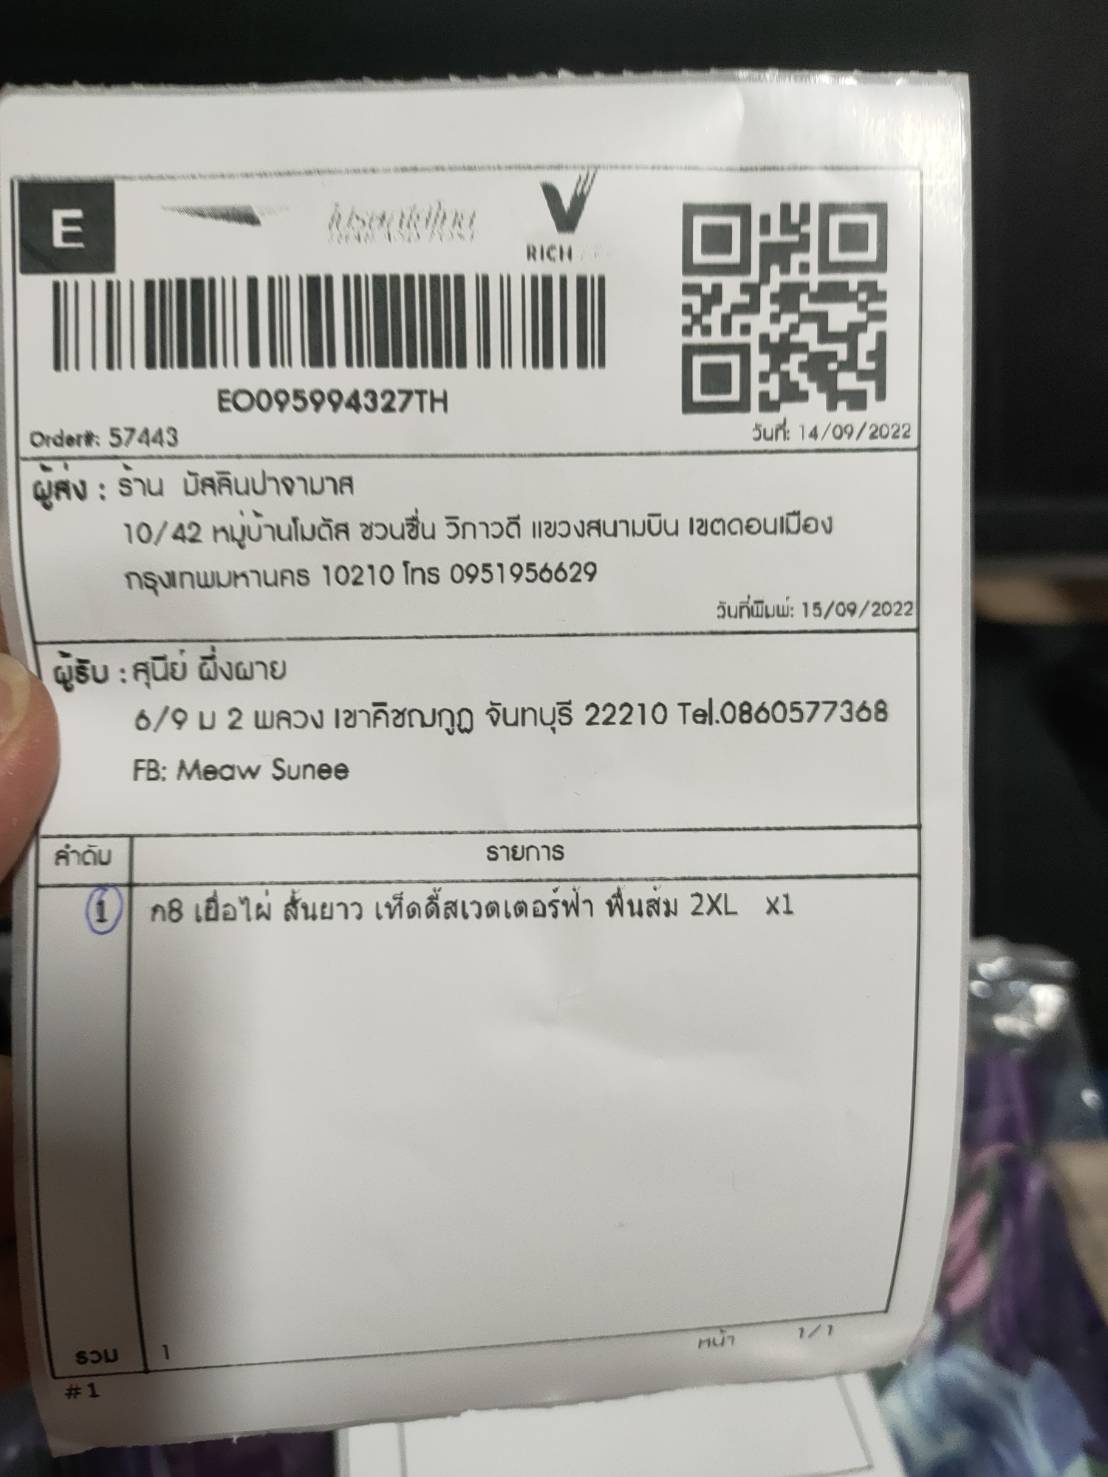 E
ไปรษณีย์ไทย
THAILAND POST
RICH
EO095994327TH
Order#: 57443
วันที่: 14/09/2022
ผู้ส่ง : ร้าน มัสลินปาจามาส
10/42 หมู่บ้านโมดัส ชวนชื่น วิภาวดี แขวงสนามบิน เขตดอนเมือง
กรุงเทพมหานคร 10210 โทร 0951956629
วันที่พิมพ์: 15/09/2022
ผู้รับ : สุนีย์ ผึ่งผาย
6/9 ม 2 พลวง เขาคิชฌกูฏ จันทบุรี 22210 Tel.0860577368
FB: Meaw Sunee
ลำดับ รายการ
1 ก8 เยื่อไผ่ สั้นยาว เท็ดดี้สเวตเตอร์ฟ้า พื้นส้ม 2XL x1
รวม 1 หน้า 1/1
#1